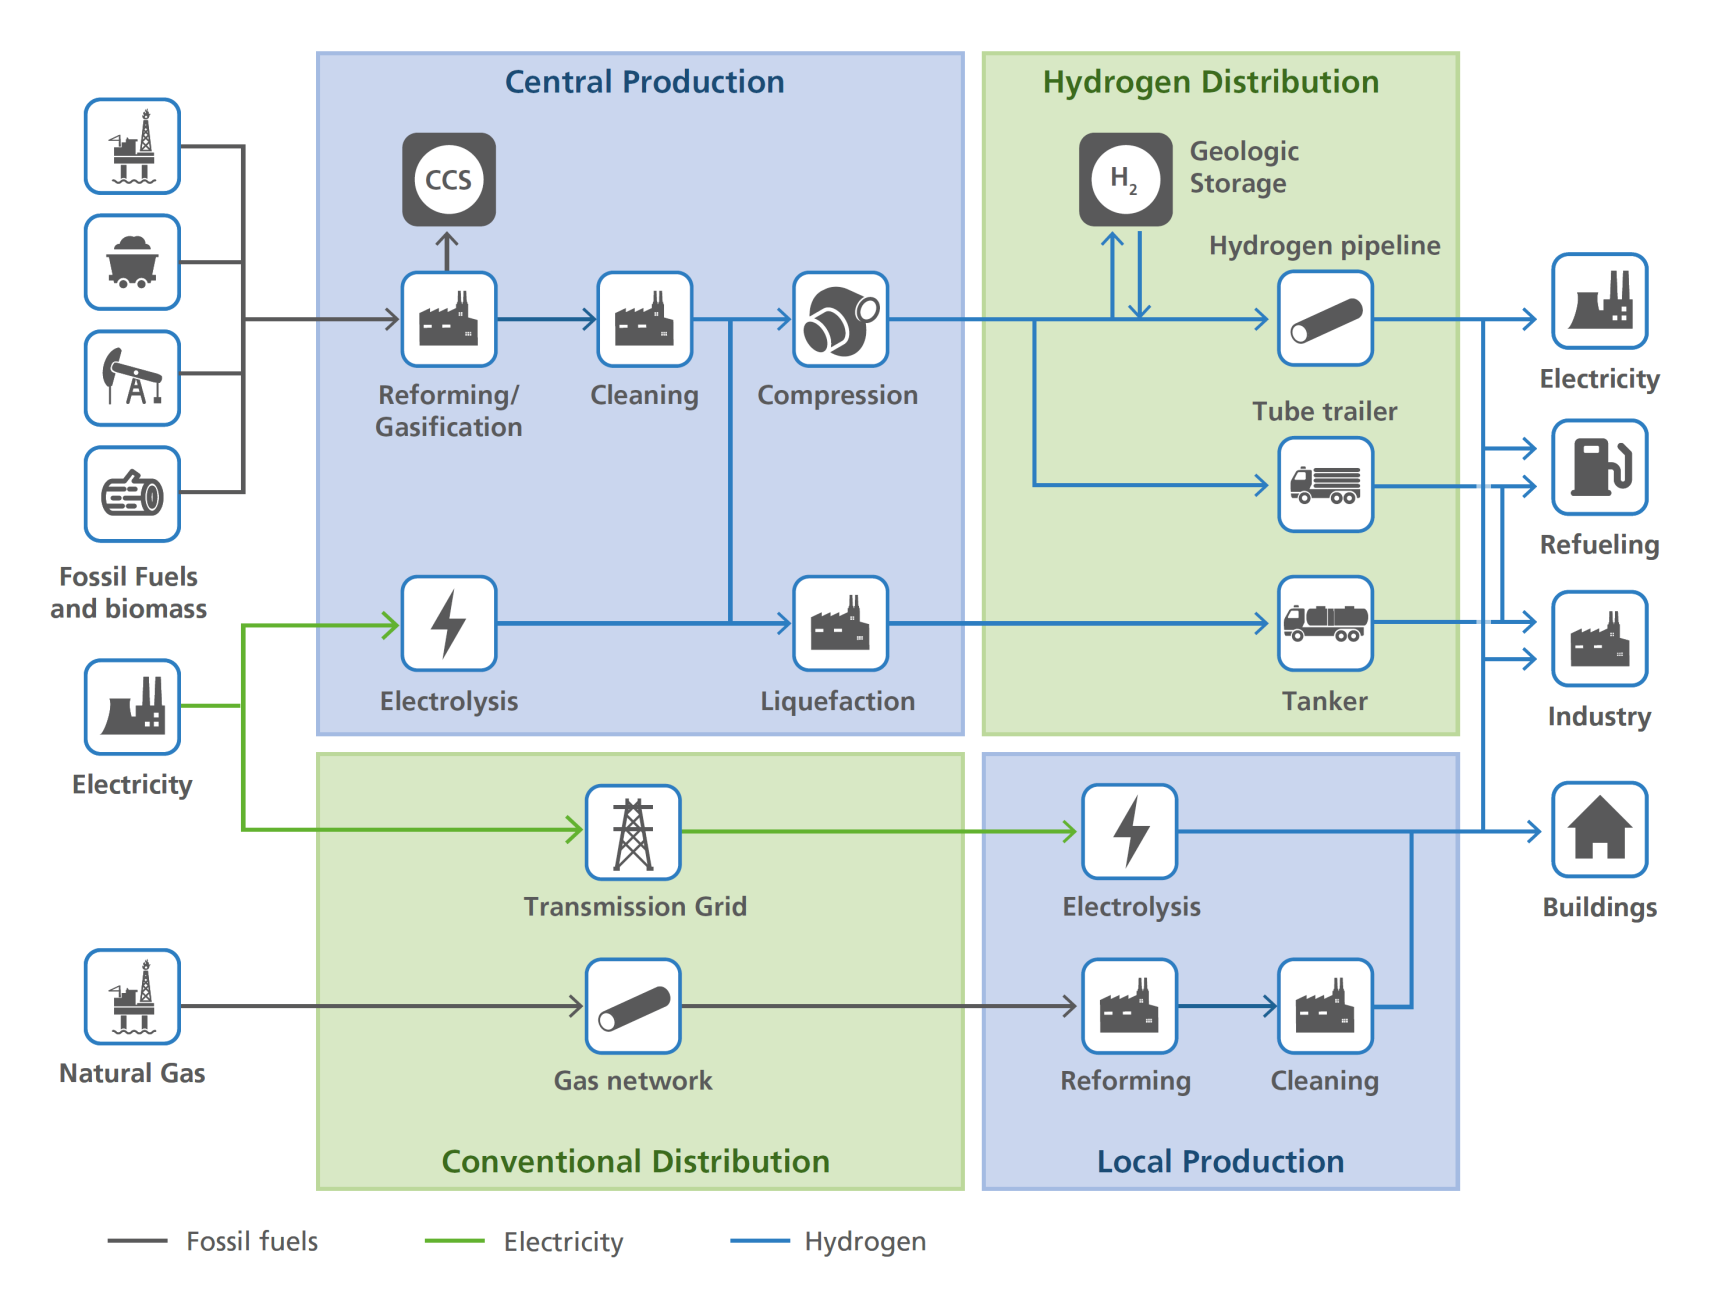 Central Production
Hydrogen Distribution
CCS
H2
Geologic
Storage
Hydrogen pipeline
Reforming/
Gasification
Cleaning
Compression
Electricity
Tube trailer
Refueling
Fossil Fuels
and biomass
Electrolysis
Liquefaction
Tanker
Industry
Electricity
Transmission Grid
Electrolysis
Buildings
Natural Gas
Gas network
Reforming
Cleaning
Conventional Distribution
Local Production
Fossil fuels
Electricity
Hydrogen